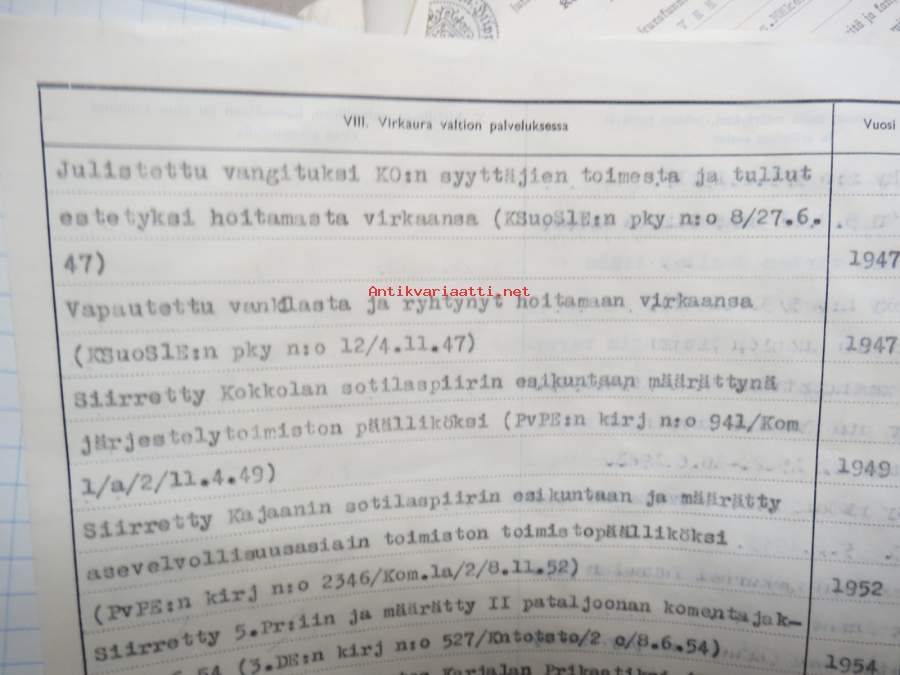 VIII. Virkaura valtion palveluksessa
Vuosi
Julistettu vangituksi KO:n syyttäjien toimesta ja tullut
estetyksi hoitamasta virkaansa (KSuoSlE:n pky n:o 8/27.6.
47)
1947
Antikvariaatti.net
Vapautettu vankilasta ja ryhtynyt hoitamaan virkaansa
(KSuoSlE:n pky n:o 12/4.11.47)
1947
Siirretty Kokkolan sotilaspiirin esikuntaan määrättynä
järjestelytoimiston päälliköksi (PvPE:n kirj n:o 941/Kom
1/a/2/11.4.49)
1949
Siirretty Kajaanin sotilaspiirin esikuntaan ja määrätty
asevelvollisuusasiain toimiston toimistopäälliköksi
(PvPE:n kirj n:o 2346/Kom.1a/2/8.11.52)
1952
Siirretty 5.Pr:iin ja määrätty II pataljoonan komentajak-
54 (3.DE:n kirj n:o 527/Kntotsto/2 c/8.6.54)
1954
Karjalan Prikaatiksi